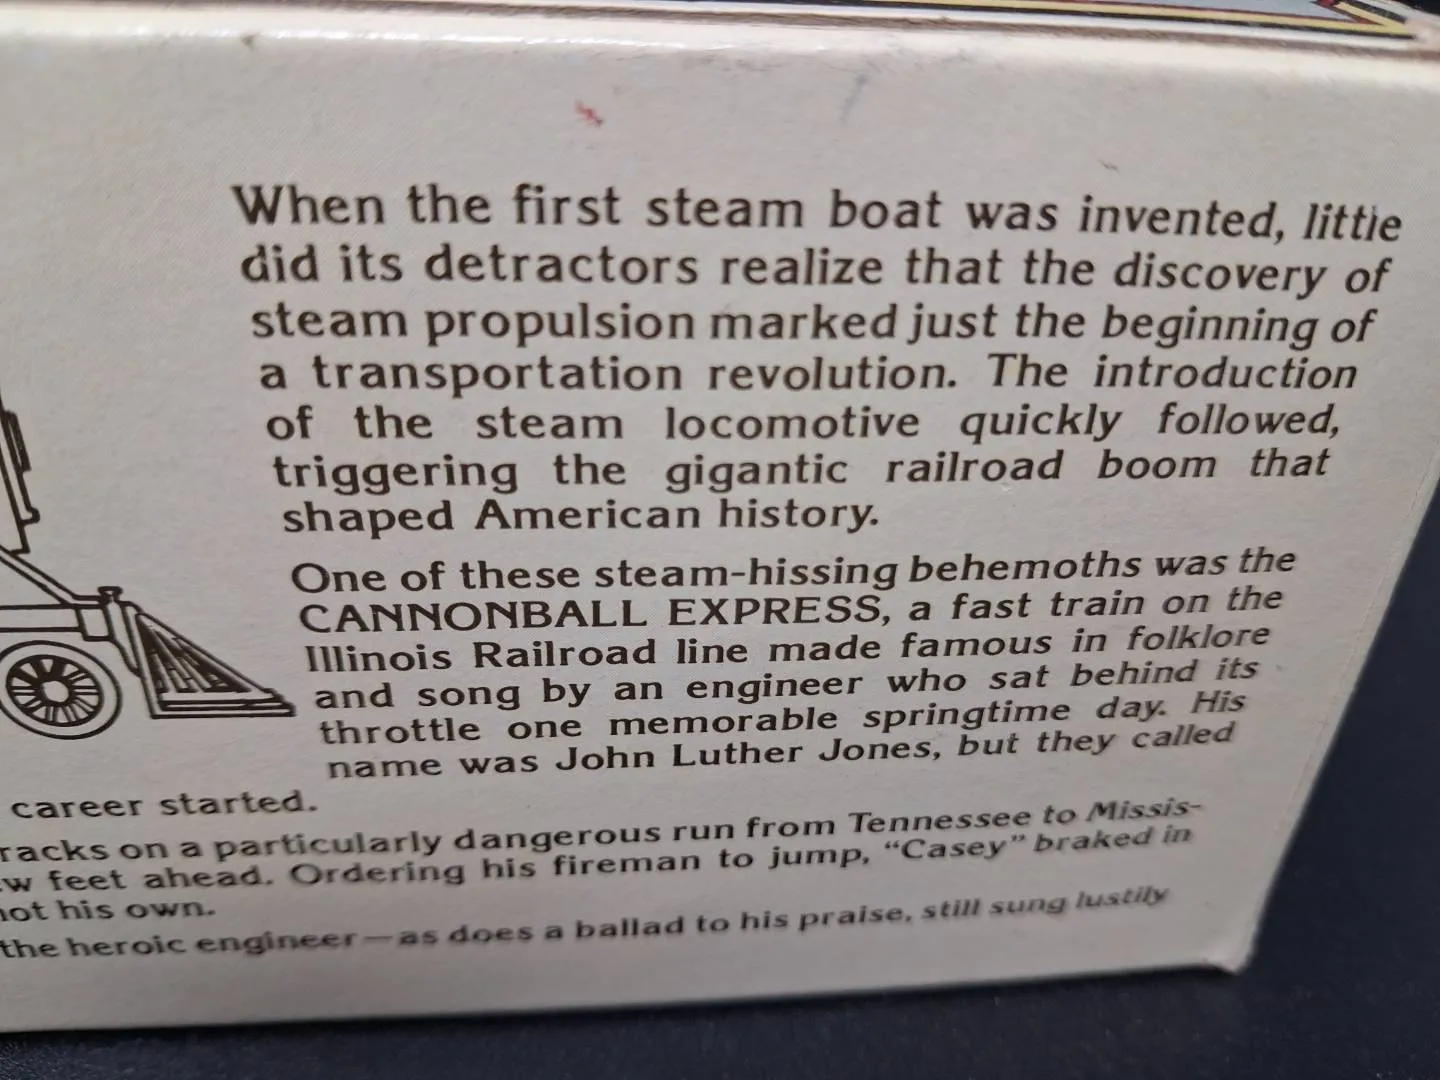 When the first steam boat was invented, little
did its detractors realize that the discovery of
steam propulsion marked just the beginning of
a transportation revolution. The introduction
of the steam locomotive quickly followed,
triggering the gigantic railroad boom that
shaped American history.
One of these steam-hissing behemoths was the
CANNONBALL EXPRESS, a fast train on the
Illinois Railroad line made famous in folklore
and song by an engineer who sat behind its
throttle one memorable springtime day. His
name was John Luther Jones, but they called
career started.
racks on a particularly dangerous run from Tennessee to Missis-
w feet ahead. Ordering his fireman to jump, "Casey" braked in
not his own.
the heroic engineer—as does a ballad to his praise, still sung lustily